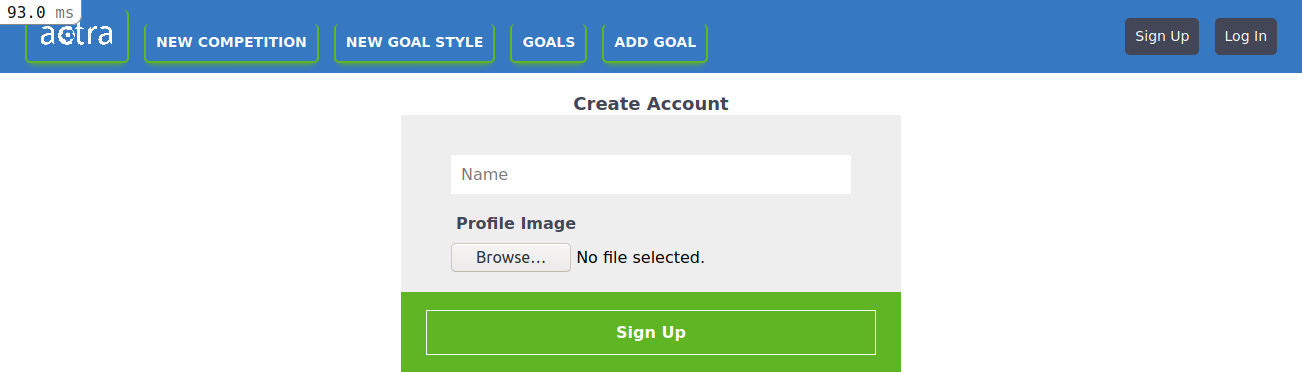 93.0 ms
actra
NEW COMPETITION
NEW GOAL STYLE
GOALS
ADD GOAL
Sign Up
Log In
Create Account
Name
Profile Image
Browse...
No file selected.
Sign Up